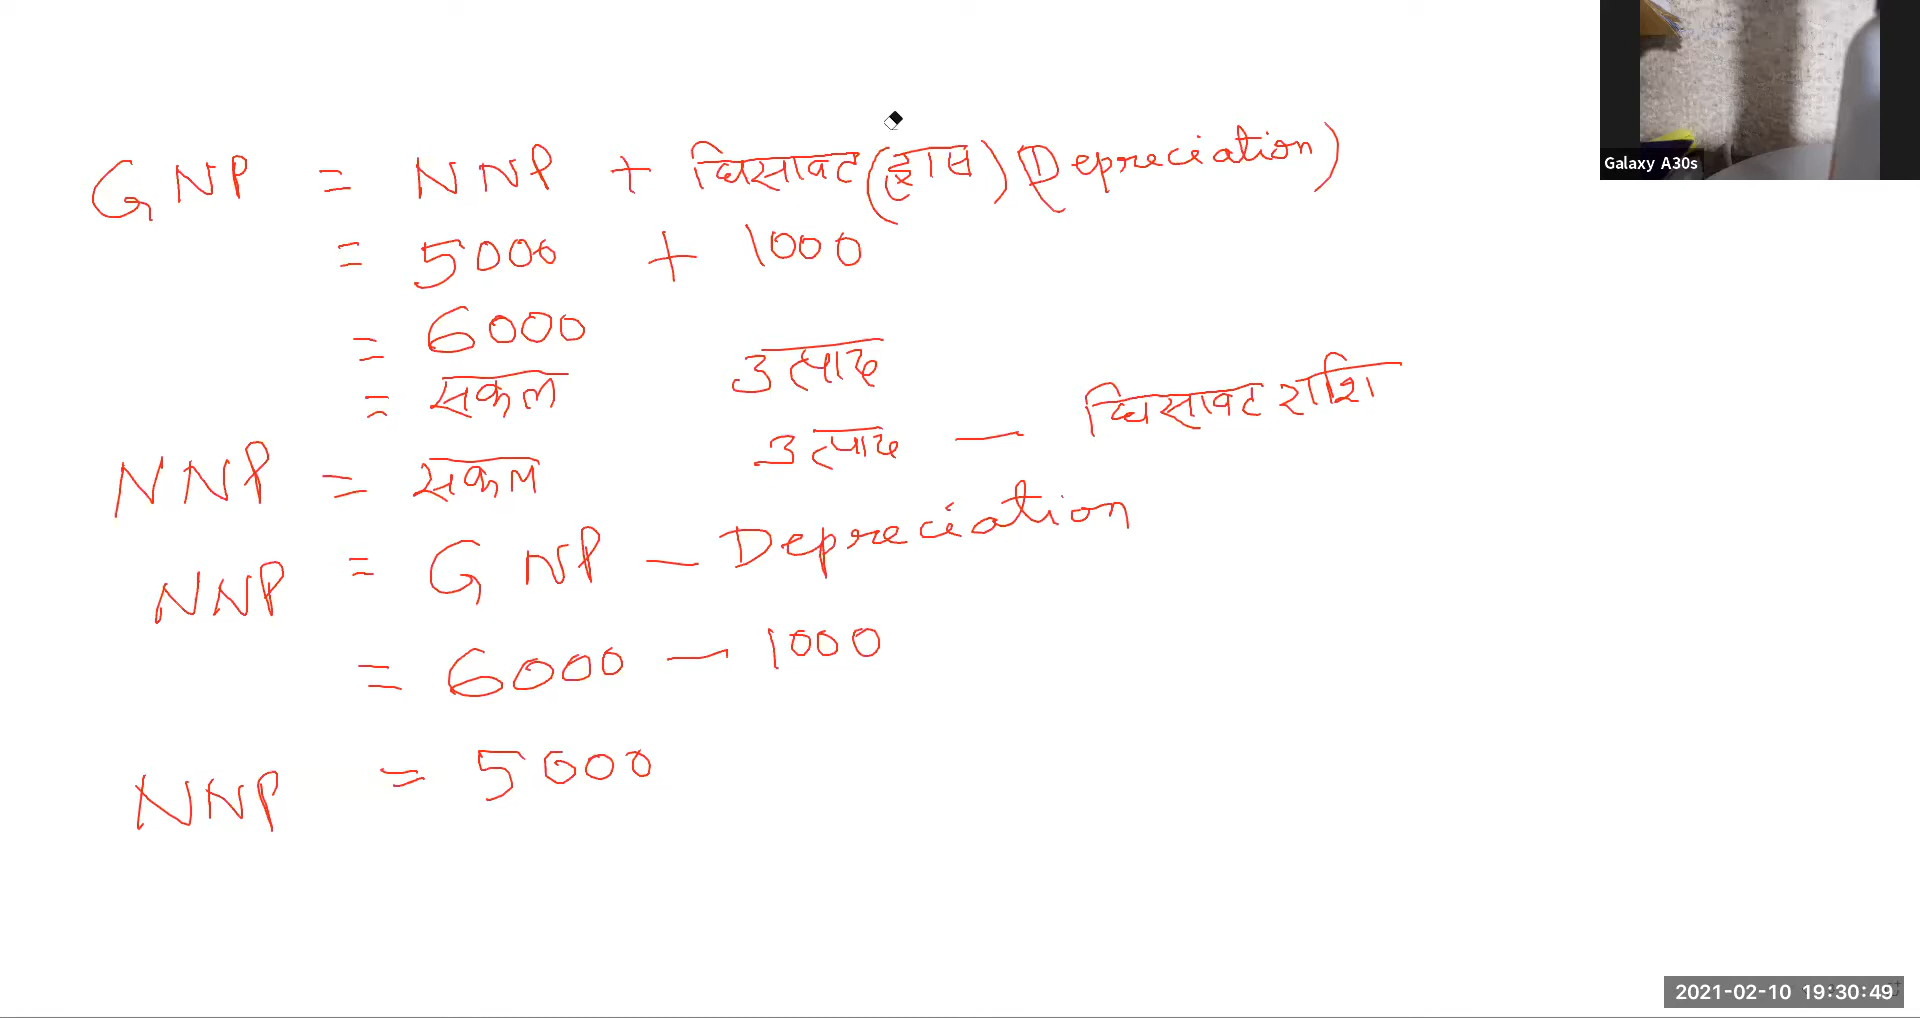 GNP = NNP + घिसावट (ह्रास) (Depreciation)
= 5000 + 1000
= 6000
= सकल उत्पाद
NNP = सकल उत्पाद — घिसावट राशि
NNP = GNP — Depreciation
= 6000 — 1000
NNP = 5000
Galaxy A30s
2021-02-10 19:30:49